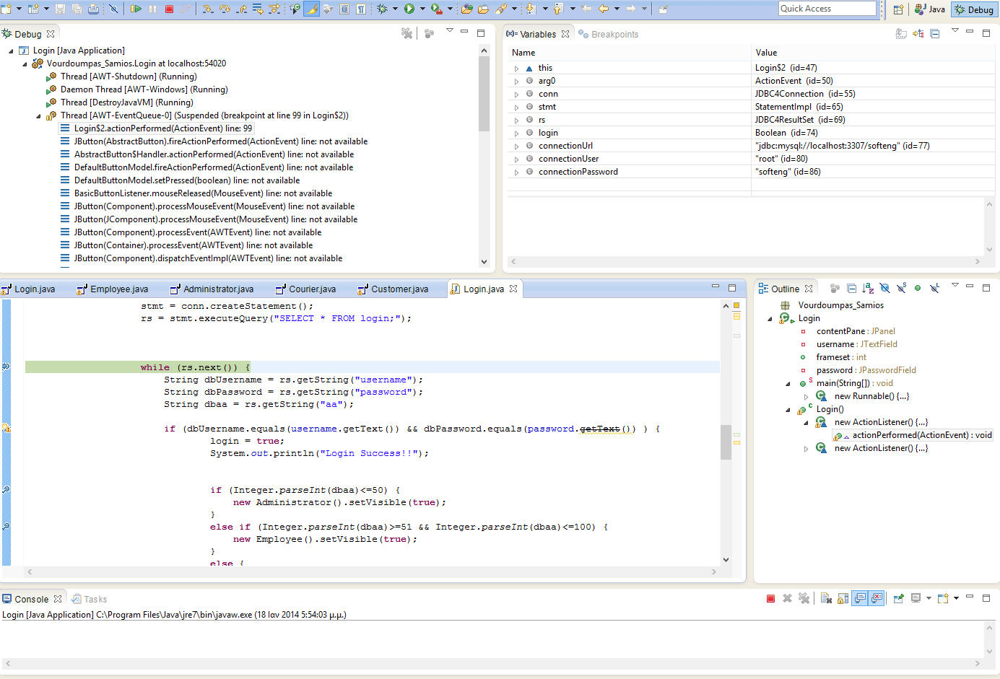 Quick Access
Java
Debug
Debug
Login [Java Application]
Vourdoumpas_Samios.Login at localhost:54020
Thread [AWT-Shutdown] (Running)
Daemon Thread [AWT-Windows] (Running)
Thread [DestroyJavaVM] (Running)
Thread [AWT-EventQueue-0] (Suspended (breakpoint at line 99 in Login$2))
Login$2.actionPerformed(ActionEvent) line: 99
JButton(AbstractButton).fireActionPerformed(ActionEvent) line: not available
AbstractButton$Handler.actionPerformed(ActionEvent) line: not available
DefaultButtonModel.fireActionPerformed(ActionEvent) line: not available
DefaultButtonModel.setPressed(boolean) line: not available
BasicButtonListener.mouseReleased(MouseEvent) line: not available
JButton(Component).processMouseEvent(MouseEvent) line: not available
JButton(JComponent).processMouseEvent(MouseEvent) line: not available
JButton(Component).processEvent(AWTEvent) line: not available
JButton(Container).processEvent(AWTEvent) line: not available
JButton(Component).dispatchEventImpl(AWTEvent) line: not available
(x)= Variables Breakpoints
Name Value
this Login$2 (id=47)
arg0 ActionEvent (id=50)
conn JDBC4Connection (id=55)
stmt StatementImpl (id=65)
rs JDBC4ResultSet (id=69)
login Boolean (id=74)
connectionUrl "jdbc:mysql://localhost:3307/softeng" (id=77)
connectionUser "root" (id=80)
connectionPassword "softeng" (id=86)
Login.java Employee.java Administrator.java Courier.java Customer.java Login.java
stmt = conn.createStatement();
rs = stmt.executeQuery("SELECT * FROM login;");
while (rs.next()) {
String dbUsername = rs.getString("username");
String dbPassword = rs.getString("password");
String dbaa = rs.getString("aa");
if (dbUsername.equals(username.getText()) && dbPassword.equals(password.getText()) ) {
login = true;
System.out.println("Login Success!!");
if (Integer.parseInt(dbaa)<=50) {
new Administrator().setVisible(true);
}
else if (Integer.parseInt(dbaa)>=51 && Integer.parseInt(dbaa)<=100) {
new Employee().setVisible(true);
}
else {
Outline
Vourdoumpas_Samios
Login
contentPane : JPanel
username : JTextField
frameset : int
password : JPasswordField
main(String[]) : void
new Runnable() {...}
Login()
new ActionListener() {...}
actionPerformed(ActionEvent) : void
new ActionListener() {...}
Console Tasks
Login [Java Application] C:\Program Files\Java\jre7\bin\javaw.exe (18 Ιαν 2014 5:54:03 μ.μ.)